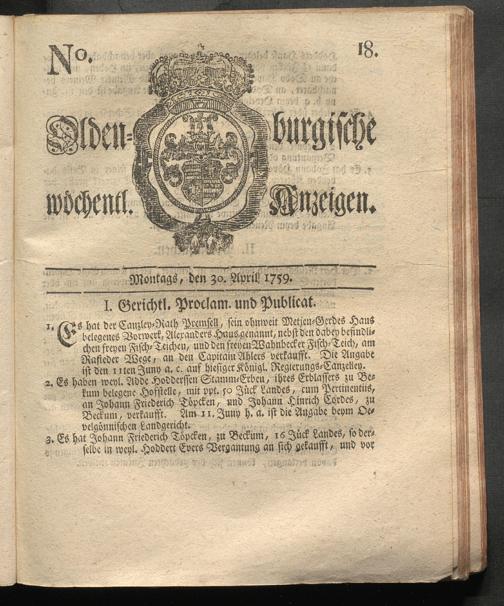 No. 18.
Olden- burgische
wöchentl. Anzeigen.
Montags, den 30. April 1759.
I. Gerichtl. Proclam. und Publicat.
1. Es hat der Canzley-Rath Premsell, sein ohnweit Metjen-Gerdes Haus
belegenes Vorwerk, Alexanders Haus genannt, nebst den dabey befindli-
chen freyen Fisch-Teichen, und den freyen Wahnbecker Fisch-Teich, am
Rasteder Wege, an den Capitain Ahlers verkaufft. Die Angabe
ist den 11ten Juny a. c. auf hiesiger Königl. Regierungs-Canzelley.
2. Es haben weyl. Addе Hodderssen Stamm-Erben, ihres Erblassers zu Be-
kum belegene Hofstelle, mit ppt. 50 Jück Landes, cum Pertinentiis,
an Johann Friederich Töpcken, und Johann Hinrich Cordes, zu
Beckum, verkaufft. Am 11. Juny h. a. ist die Angabe beym Oe-
velgönnischen Landgericht.
3. Es hat Johann Friederich Töpcken, zu Beckum, 16 Jück Landes, so der-
selbe in weyl. Hoddert Evers Vergantung an sich gekaufft, und vor